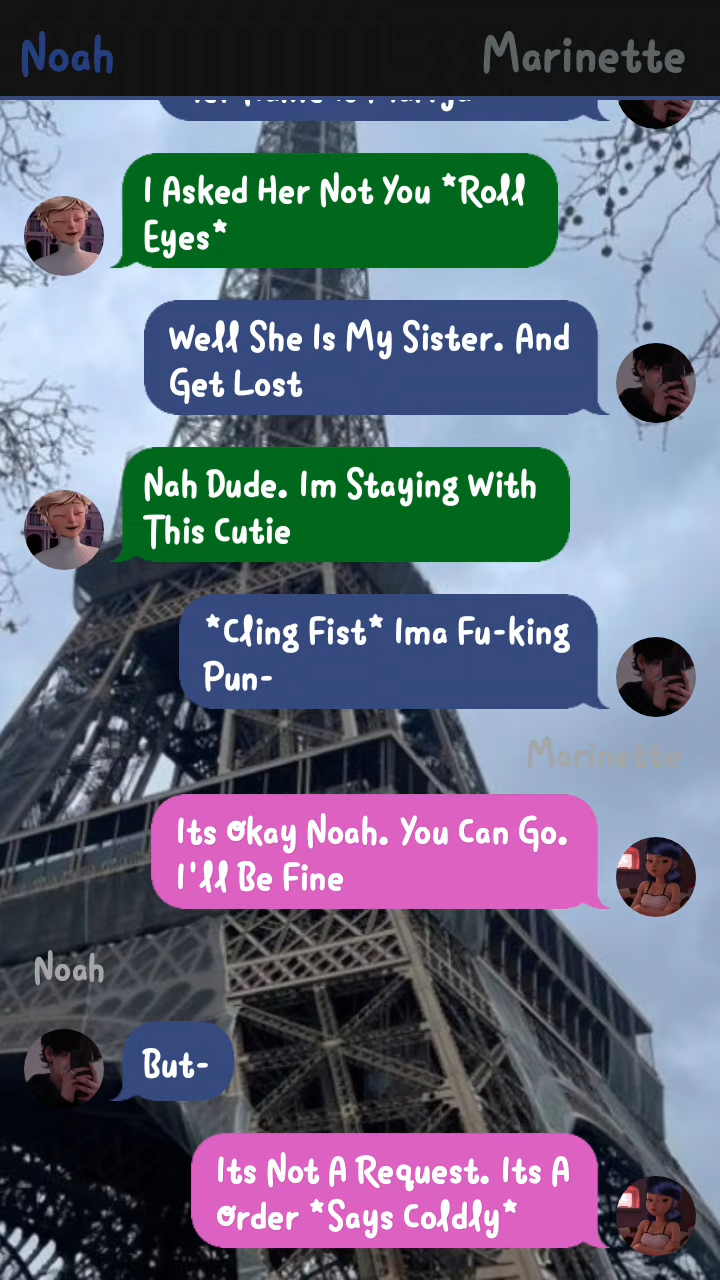 Noah
Marinette
I Asked Her Not You *Roll
Eyes*
Well She Is My Sister. And
Get Lost
Nah Dude. Im Staying With
This Cutie
*Cling Fist* Ima Fu-king
Pun-
Marinette
Its Okay Noah. You Can Go.
I'll Be Fine
Noah
But-
Its Not A Request. Its A
Order *Says Coldly*